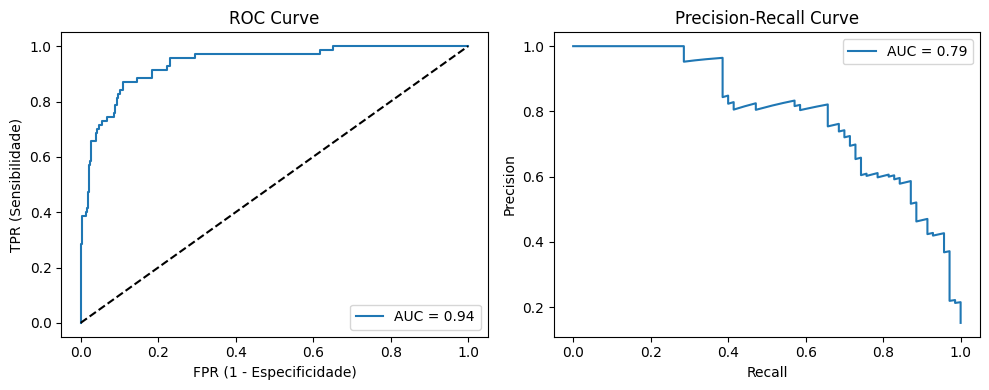 ROC Curve
TPR (Sensibilidade)
1.0
0.8
0.6
0.4
0.2
0.0
0.0 0.2 0.4 0.6 0.8 1.0
FPR (1 - Especificidade)
AUC = 0.94
Precision-Recall Curve
Precision
1.0
0.8
0.6
0.4
0.2
0.0 0.2 0.4 0.6 0.8 1.0
Recall
AUC = 0.79